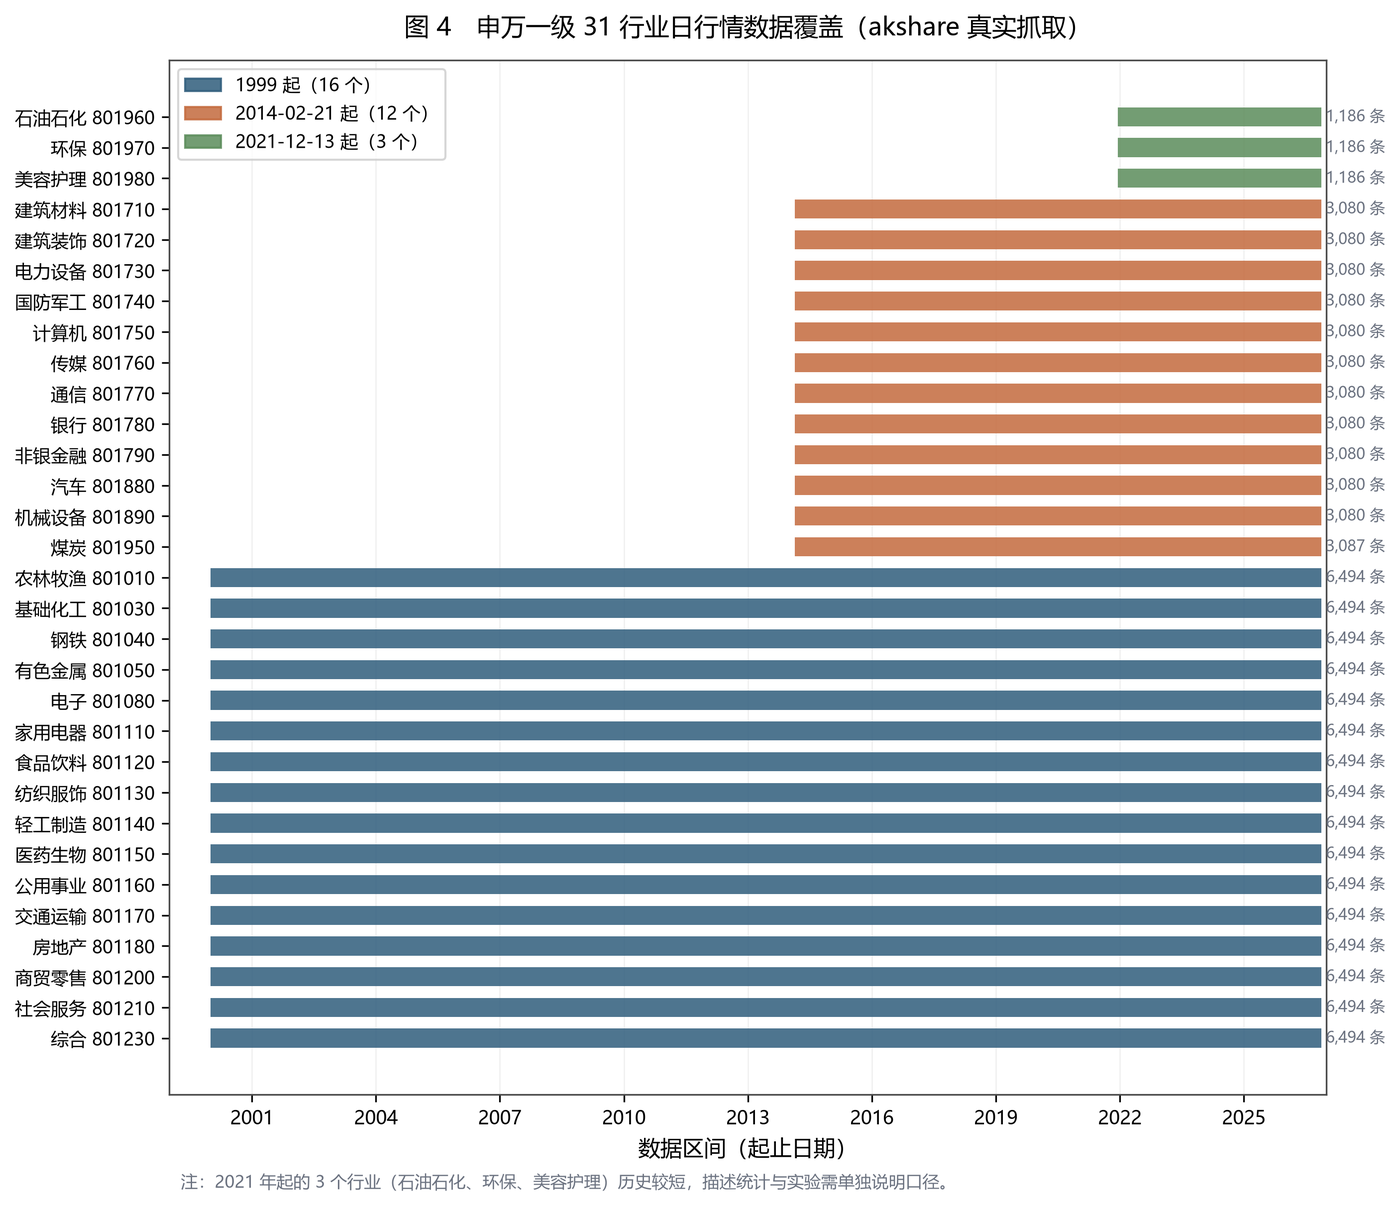 图 4　申万一级 31 行业日行情数据覆盖（akshare 真实抓取）
1999 起（16 个）
2014-02-21 起（12 个）
2021-12-13 起（3 个）
石油石化 801960 1,186 条
环保 801970 1,186 条
美容护理 801980 1,186 条
建筑材料 801710 3,080 条
建筑装饰 801720 3,080 条
电力设备 801730 3,080 条
国防军工 801740 3,080 条
计算机 801750 3,080 条
传媒 801760 3,080 条
通信 801770 3,080 条
银行 801780 3,080 条
非银金融 801790 3,080 条
汽车 801880 3,080 条
机械设备 801890 3,080 条
煤炭 801950 3,087 条
农林牧渔 801010 6,494 条
基础化工 801030 6,494 条
钢铁 801040 6,494 条
有色金属 801050 6,494 条
电子 801080 6,494 条
家用电器 801110 6,494 条
食品饮料 801120 6,494 条
纺织服饰 801130 6,494 条
轻工制造 801140 6,494 条
医药生物 801150 6,494 条
公用事业 801160 6,494 条
交通运输 801170 6,494 条
房地产 801180 6,494 条
商贸零售 801200 6,494 条
社会服务 801210 6,494 条
综合 801230 6,494 条
2001 2004 2007 2010 2013 2016 2019 2022 2025
数据区间（起止日期）
注：2021 年起的 3 个行业（石油石化、环保、美容护理）历史较短，描述统计与实验需单独说明口径。